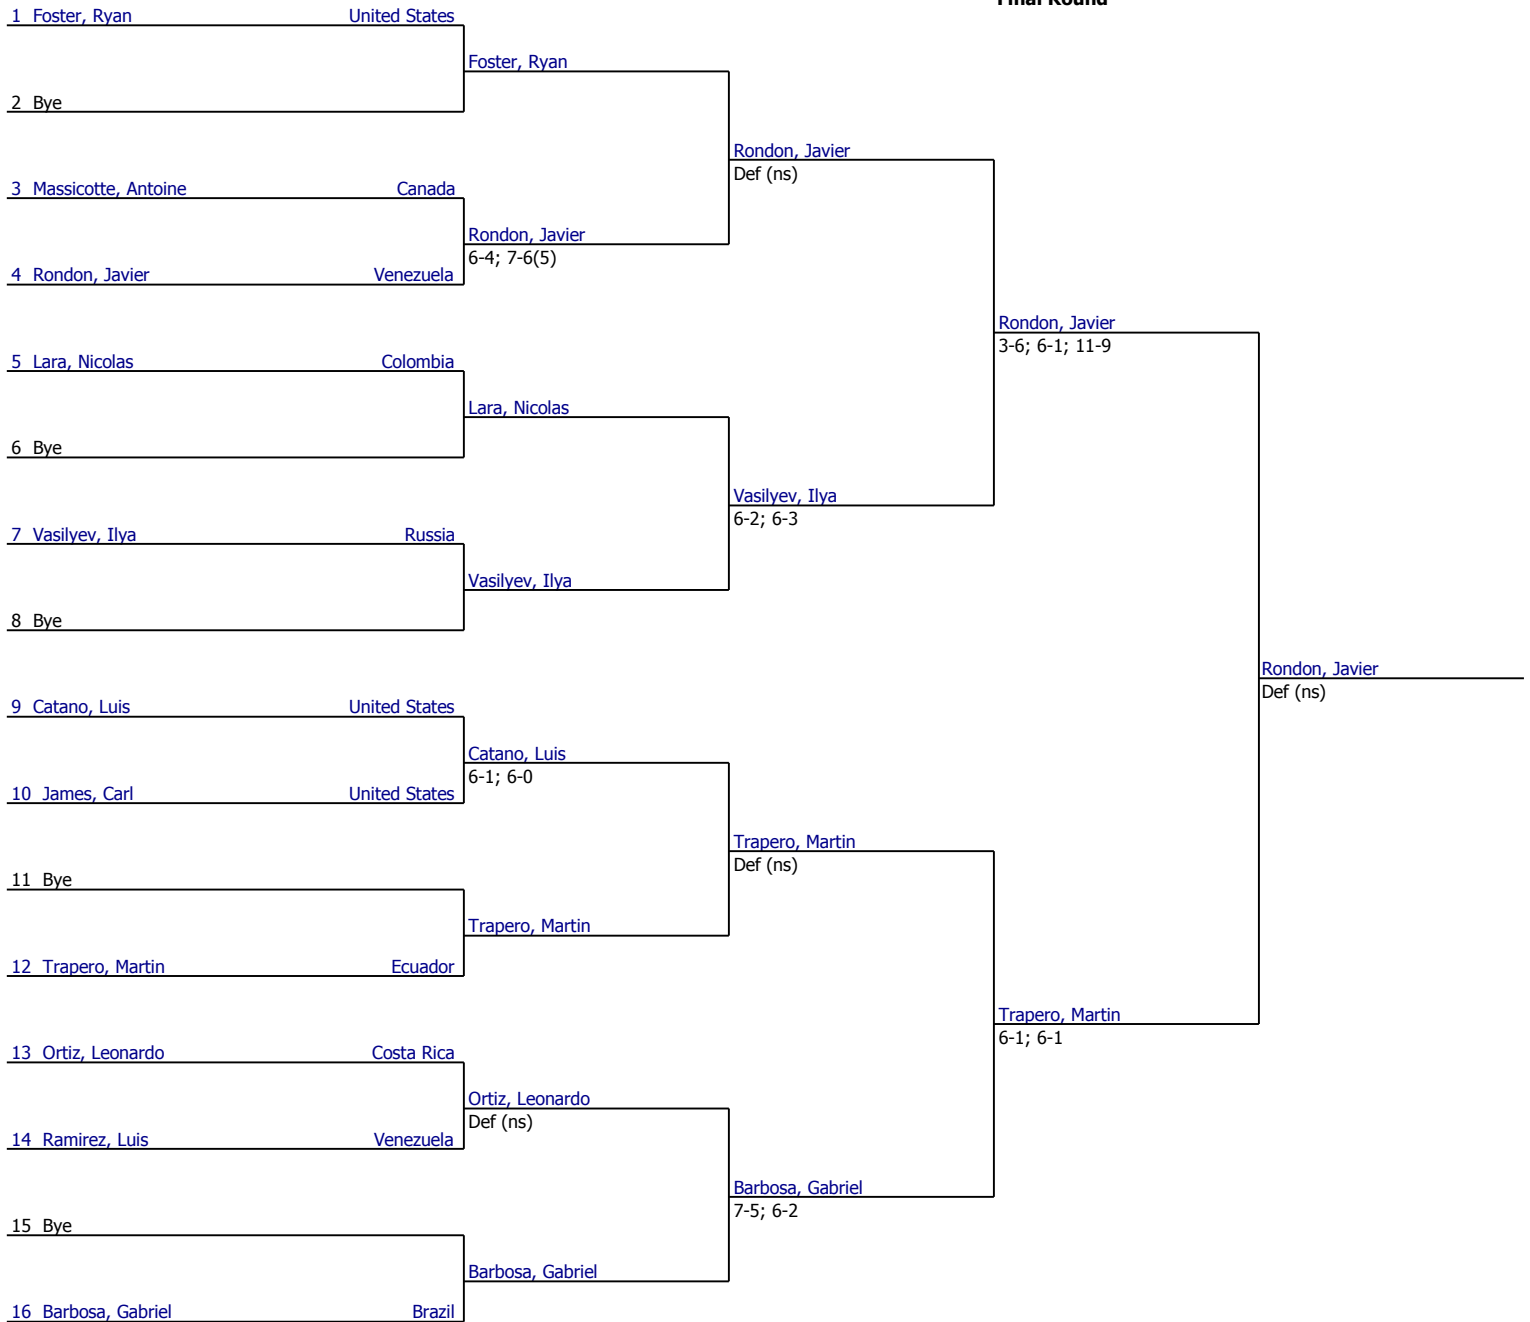 Final Round
1 Foster, Ryan United States
Foster, Ryan
2 Bye
Rondon, Javier
Def (ns)
3 Massicotte, Antoine Canada
Rondon, Javier
6-4; 7-6(5)
4 Rondon, Javier Venezuela
Rondon, Javier
3-6; 6-1; 11-9
5 Lara, Nicolas Colombia
Lara, Nicolas
6 Bye
Vasilyev, Ilya
6-2; 6-3
7 Vasilyev, Ilya Russia
Vasilyev, Ilya
8 Bye
Rondon, Javier
Def (ns)
9 Catano, Luis United States
Catano, Luis
6-1; 6-0
10 James, Carl United States
Trapero, Martin
Def (ns)
11 Bye
Trapero, Martin
12 Trapero, Martin Ecuador
Trapero, Martin
6-1; 6-1
13 Ortiz, Leonardo Costa Rica
Ortiz, Leonardo
Def (ns)
14 Ramirez, Luis Venezuela
Barbosa, Gabriel
7-5; 6-2
15 Bye
Barbosa, Gabriel
16 Barbosa, Gabriel Brazil